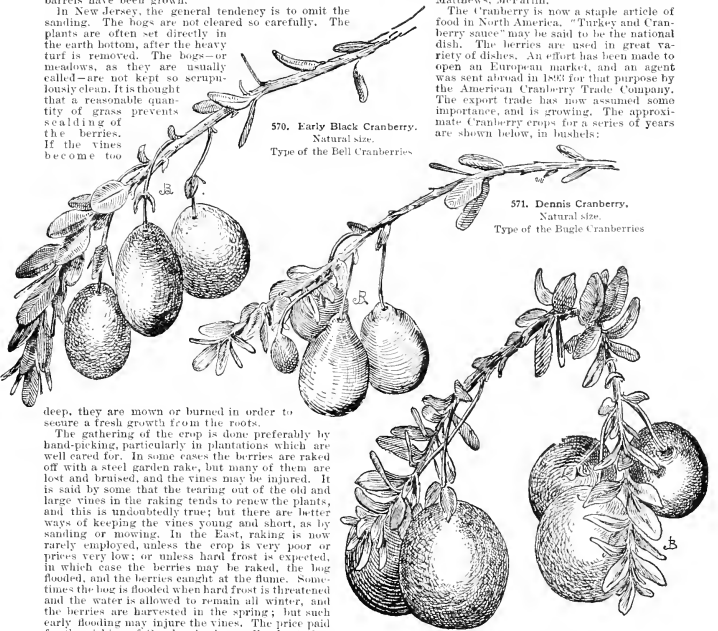 barrels have been grown.
In New Jersey, the general tendency is to omit the
sanding. The bogs are not cleared so carefully. The
plants are often set directly in
the earth bottom, after the heavy
turf is removed. The bogs—or
meadows, as they are usually
called—are not kept so scrupu-
lously clean. It is thought
that a reasonable quan-
tity of grass prevents
scalding of
the berries.
If the vines
become too
570. Early Black Cranberry.
Natural size.
Type of the Bell Cranberries
deep, they are mown or burned in order to
secure a fresh growth from the roots.
The gathering of the crop is done preferably by
hand-picking, particularly in plantations which are
well cared for. In some cases the berries are raked
off with a steel garden rake, but many of them are
lost and bruised, and the vines may be injured. It
is said by some that the tearing out of the old and
large vines in the raking tends to renew the plants,
and this is undoubtedly true; but there are better
ways of keeping the vines young and short, as by
sanding or mowing. In the East, raking is now
rarely employed, unless the crop is very poor or
prices very low; or unless hard frost is expected,
in which case the berries may be raked, the bog
flooded, and the berries caught at the flume. Some-
times the bog is flooded when hard frost is threatened
and the water is allowed to remain all winter, and
the berries are harvested in the spring; but such
early flooding may injure the vines. The price paid
The Cranberry is now a staple article of
food in North America. "Turkey and Cran-
berry sauce" may be said to be the national
dish. The berries are used in great va-
riety of dishes. An effort has been made to
open an European market, and an agent
was sent abroad in 1893 for that purpose by
the American Cranberry Trade Company.
The export trade has now assumed some
importance, and is growing. The approxi-
mate Cranberry crops for a series of years
are shown below, in bushels:
571. Dennis Cranberry.
Natural size.
Type of the Bugle Cranberries